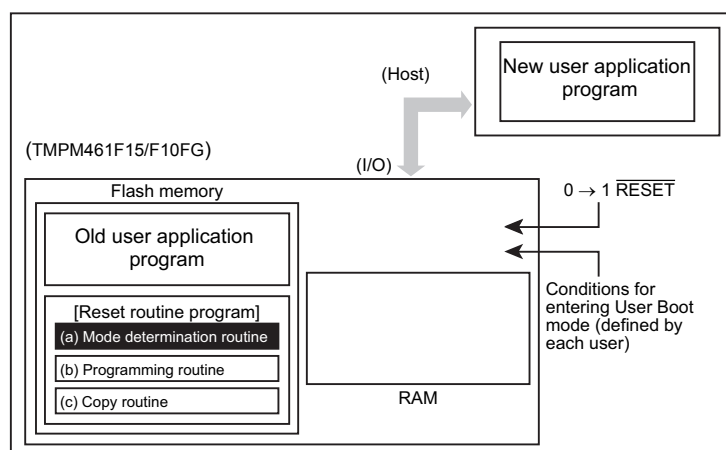 (Host)
New user application
program
(TMPM461F15/F10FG)
(I/O)
Flash memory
0 → 1 RESET
Old user application
program
Conditions for
entering User Boot
mode (defined by
each user)
[Reset routine program]
(a) Mode determination routine
(b) Programming routine
(c) Copy routine
RAM